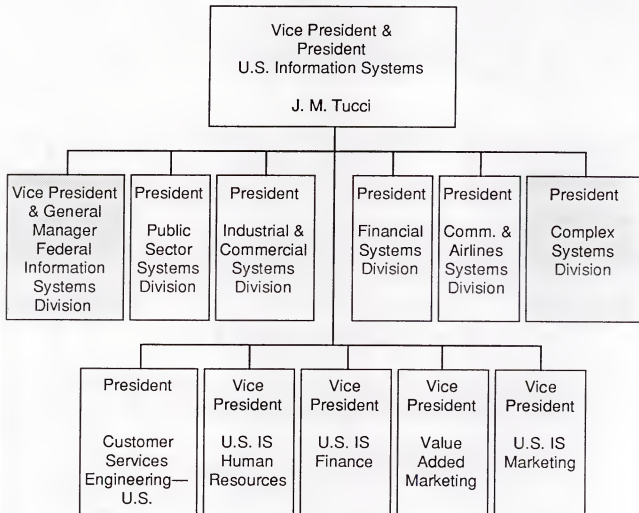 Vice President &
President
U.S. Information Systems
J. M. Tucci
Vice President
& General
Manager
Federal
Information
Systems
Division
President
Public
Sector
Systems
Division
President
Industrial &
Commercial
Systems
Division
President
Financial
Systems
Division
President
Comm. &
Airlines
Systems
Division
President
Complex
Systems
Division
President
Customer
Services
Engineering—
U.S.
Vice
President
U.S. IS
Human
Resources
Vice
President
U.S. IS
Finance
Vice
President
Value
Added
Marketing
Vice
President
U.S. IS
Marketing